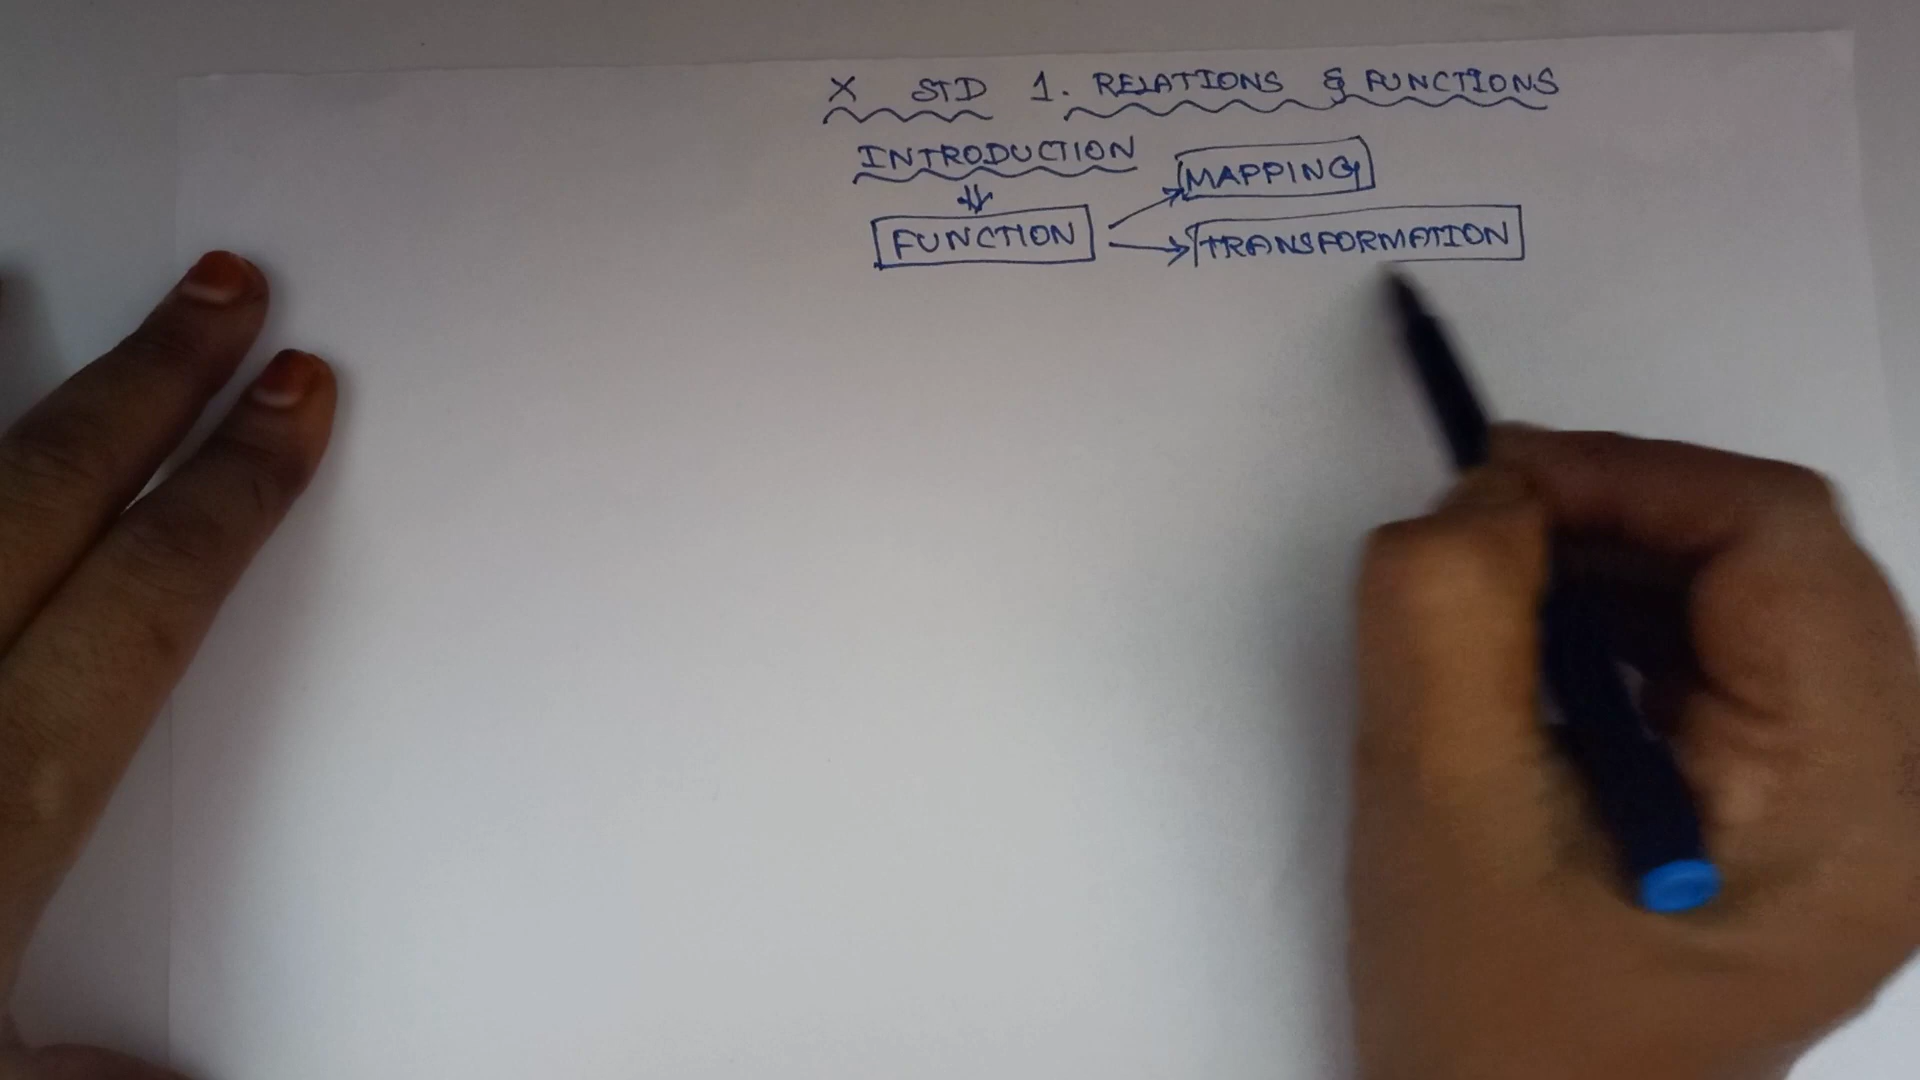 X STD 1. RELATIONS & FUNCTIONS
INTRODUCTION
MAPPING
FUNCTION
TRANSFORMATION